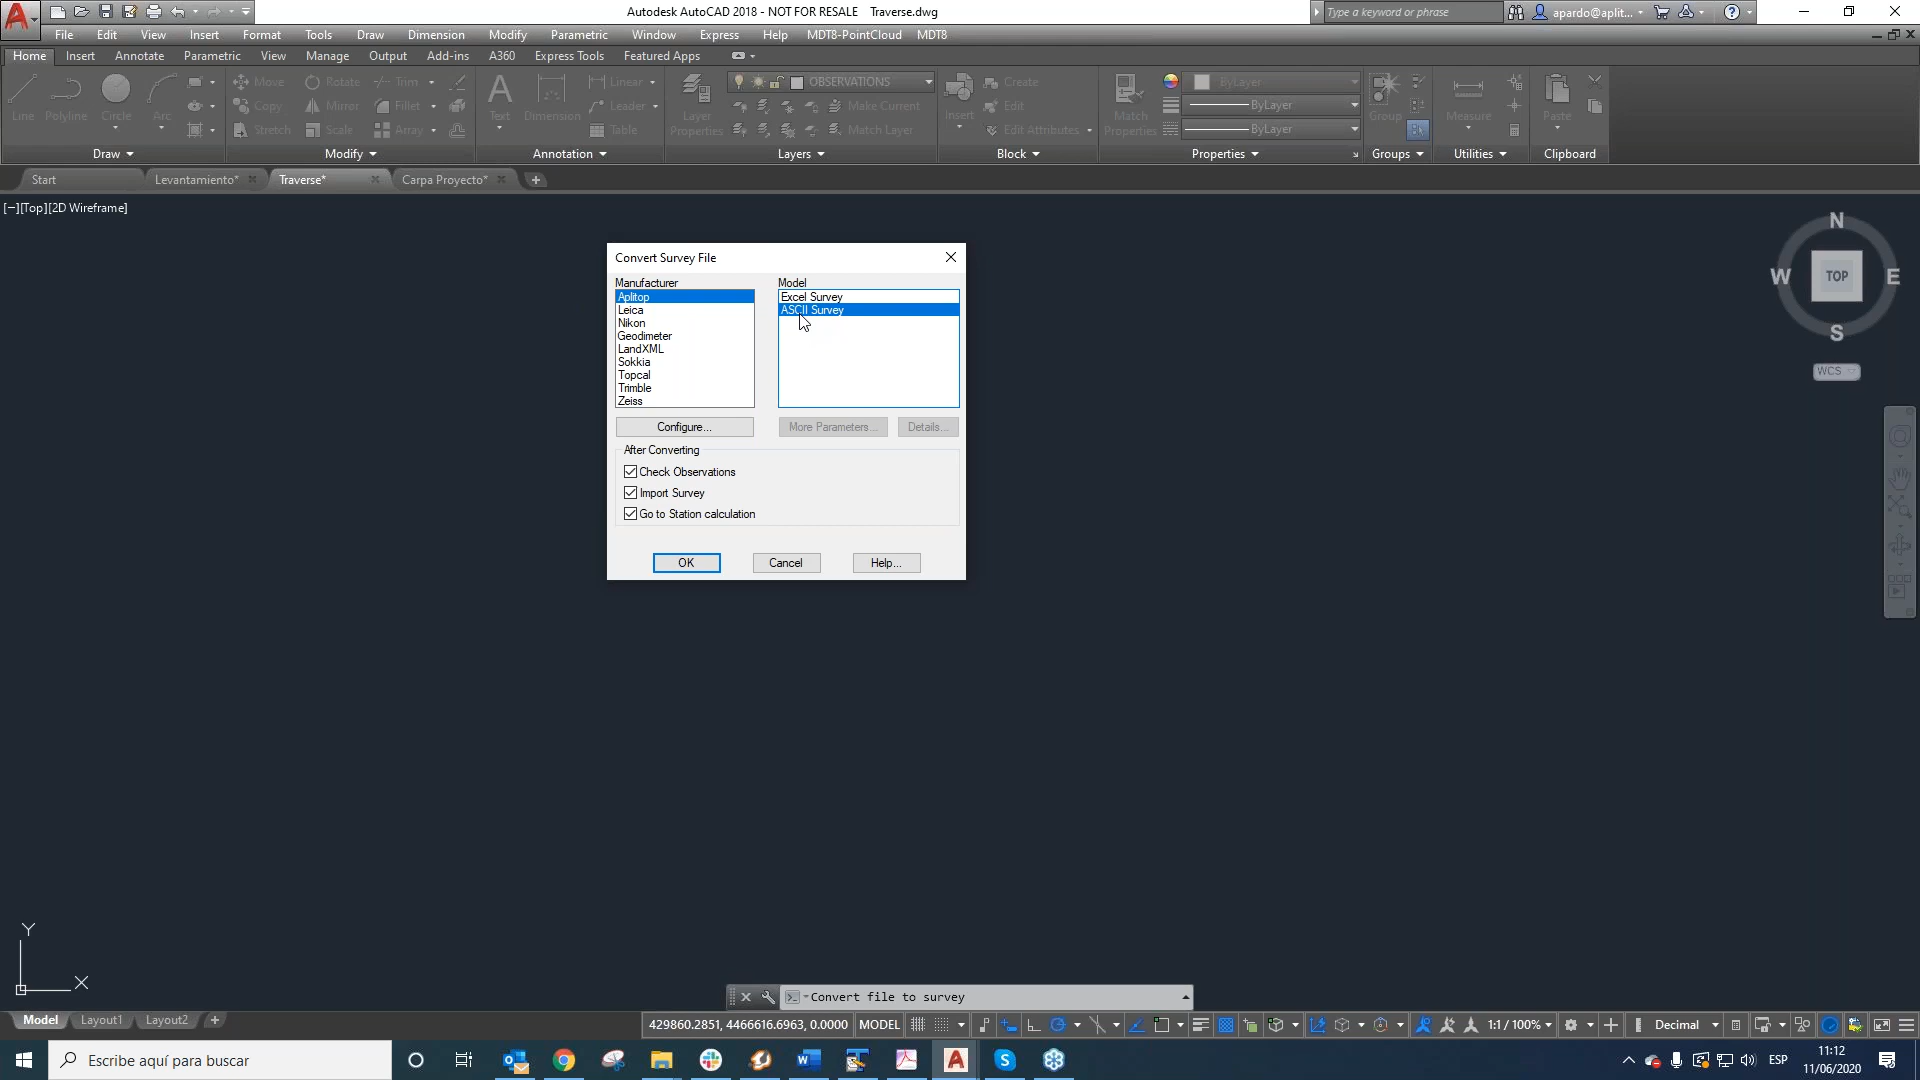 Autodesk AutoCAD 2018 - NOT FOR RESALE Traverse.dwg
Type a keyword or phrase
apardo@aplit...
File Edit View Insert Format Tools Draw Dimension Modify Parametric Window Express Help MDT8-PointCloud MDT8
Home Insert Annotate Parametric View Manage Output Add-ins A360 Express Tools Featured Apps
Line Polyline Circle Arc
Move Rotate Trim
Copy Mirror Fillet
Stretch Scale Array
Text Dimension
Linear
Leader
Table
Layer Properties
OBSERVATIONS
Make Current
Match Layer
Insert
Create
Edit
Edit Attributes
Match Properties
ByLayer
ByLayer
ByLayer
Group
Measure
Paste
Draw Modify Annotation Layers Block Properties Groups Utilities Clipboard
Start Levantamiento* Traverse* Carpa Proyecto*
[−][Top][2D Wireframe]
N
W TOP E
S
WCS
Convert Survey File
Manufacturer Model
Aplitop
Leica
Nikon
Geodimeter
LandXML
Sokkia
Topcal
Trimble
Zeiss
Excel Survey
ASCII Survey
Configure... More Parameters... Details...
After Converting
Check Observations
Import Survey
Go to Station calculation
OK Cancel Help...
Y
X
Convert file to survey
Model Layout1 Layout2
429860.2851, 4466616.6963, 0.0000 MODEL 1:1 / 100% Decimal
Escribe aquí para buscar
ESP
11:12
11/06/2020